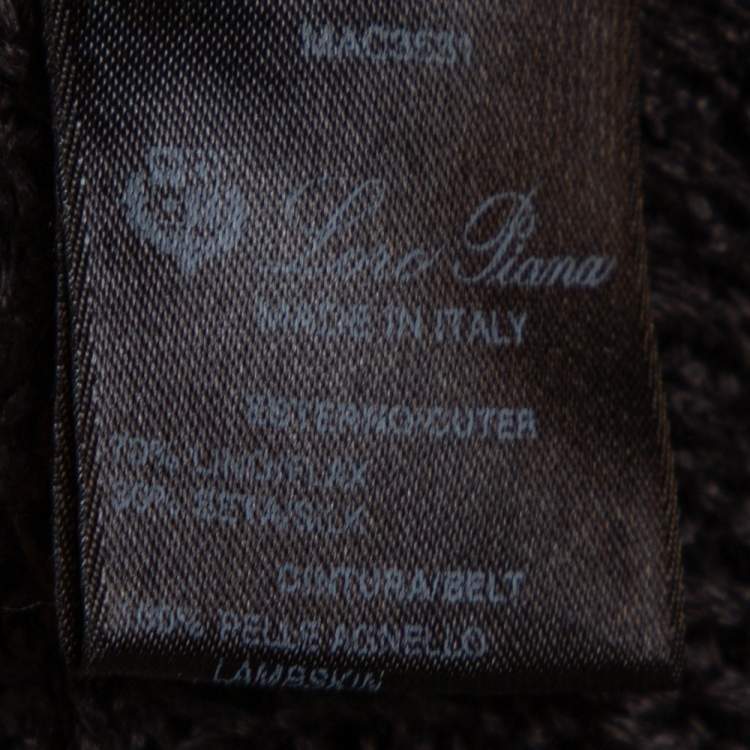 MAC3531
Loro Piana
MADE IN ITALY
ESTERNO/OUTER
70% LINO/FLAX
30% SETA/SILK
CINTURA/BELT
100% PELLE AGNELLO
LAMBSKIN